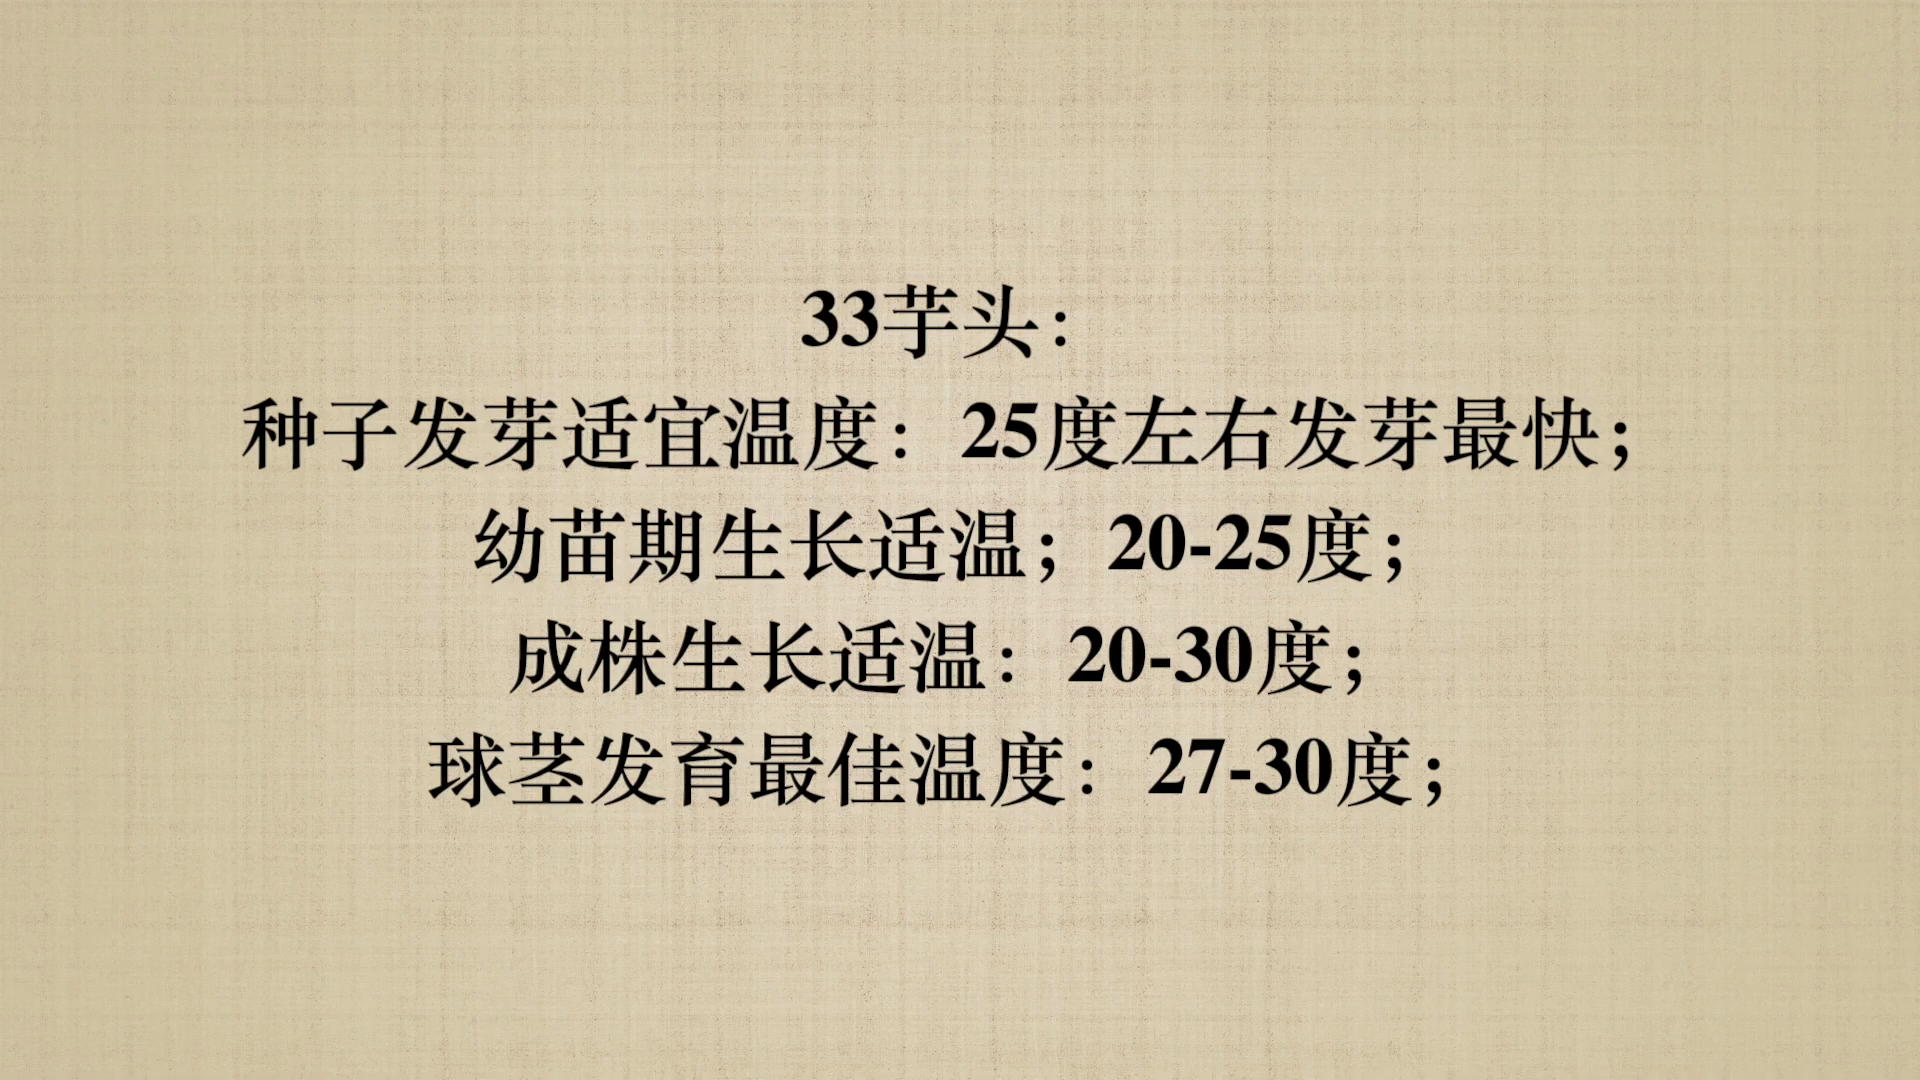 33芋头：
种子发芽适宜温度：25度左右发芽最快；
幼苗期生长适温；20-25度；
成株生长适温：20-30度；
球茎发育最佳温度：27-30度；